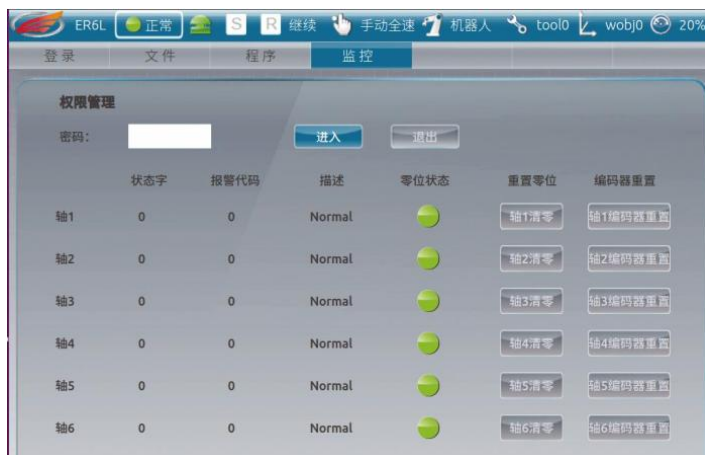 ER6L 正常 S R 继续 手动全速 机器人 tool0 wobj0 20%
登录 文件 程序 监控
权限管理
密码: 进入 退出
状态字 报警代码 描述 零位状态 重置零位 编码器重置
轴1 0 0 Normal 轴1清零 轴1编码器重置
轴2 0 0 Normal 轴2清零 轴2编码器重置
轴3 0 0 Normal 轴3清零 轴3编码器重置
轴4 0 0 Normal 轴4清零 轴4编码器重置
轴5 0 0 Normal 轴5清零 轴5编码器重置
轴6 0 0 Normal 轴6清零 轴6编码器重置